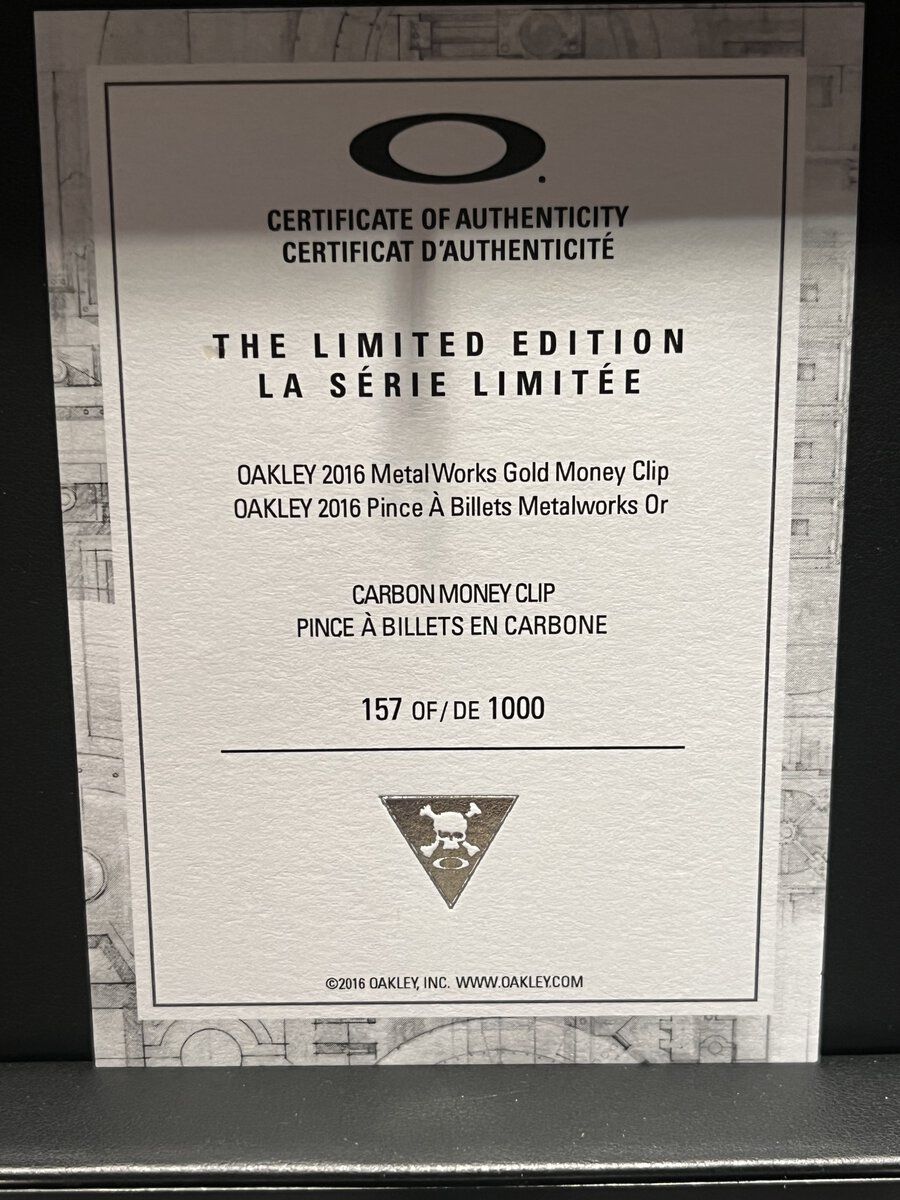 CERTIFICATE OF AUTHENTICITY
CERTIFICAT D'AUTHENTICITÉ
THE LIMITED EDITION
LA SÉRIE LIMITÉE
OAKLEY 2016 MetalWorks Gold Money Clip
OAKLEY 2016 Pince À Billets Metalworks Or
CARBON MONEY CLIP
PINCE À BILLETS EN CARBONE
157 OF/DE 1000
©2016 OAKLEY, INC. WWW.OAKLEY.COM